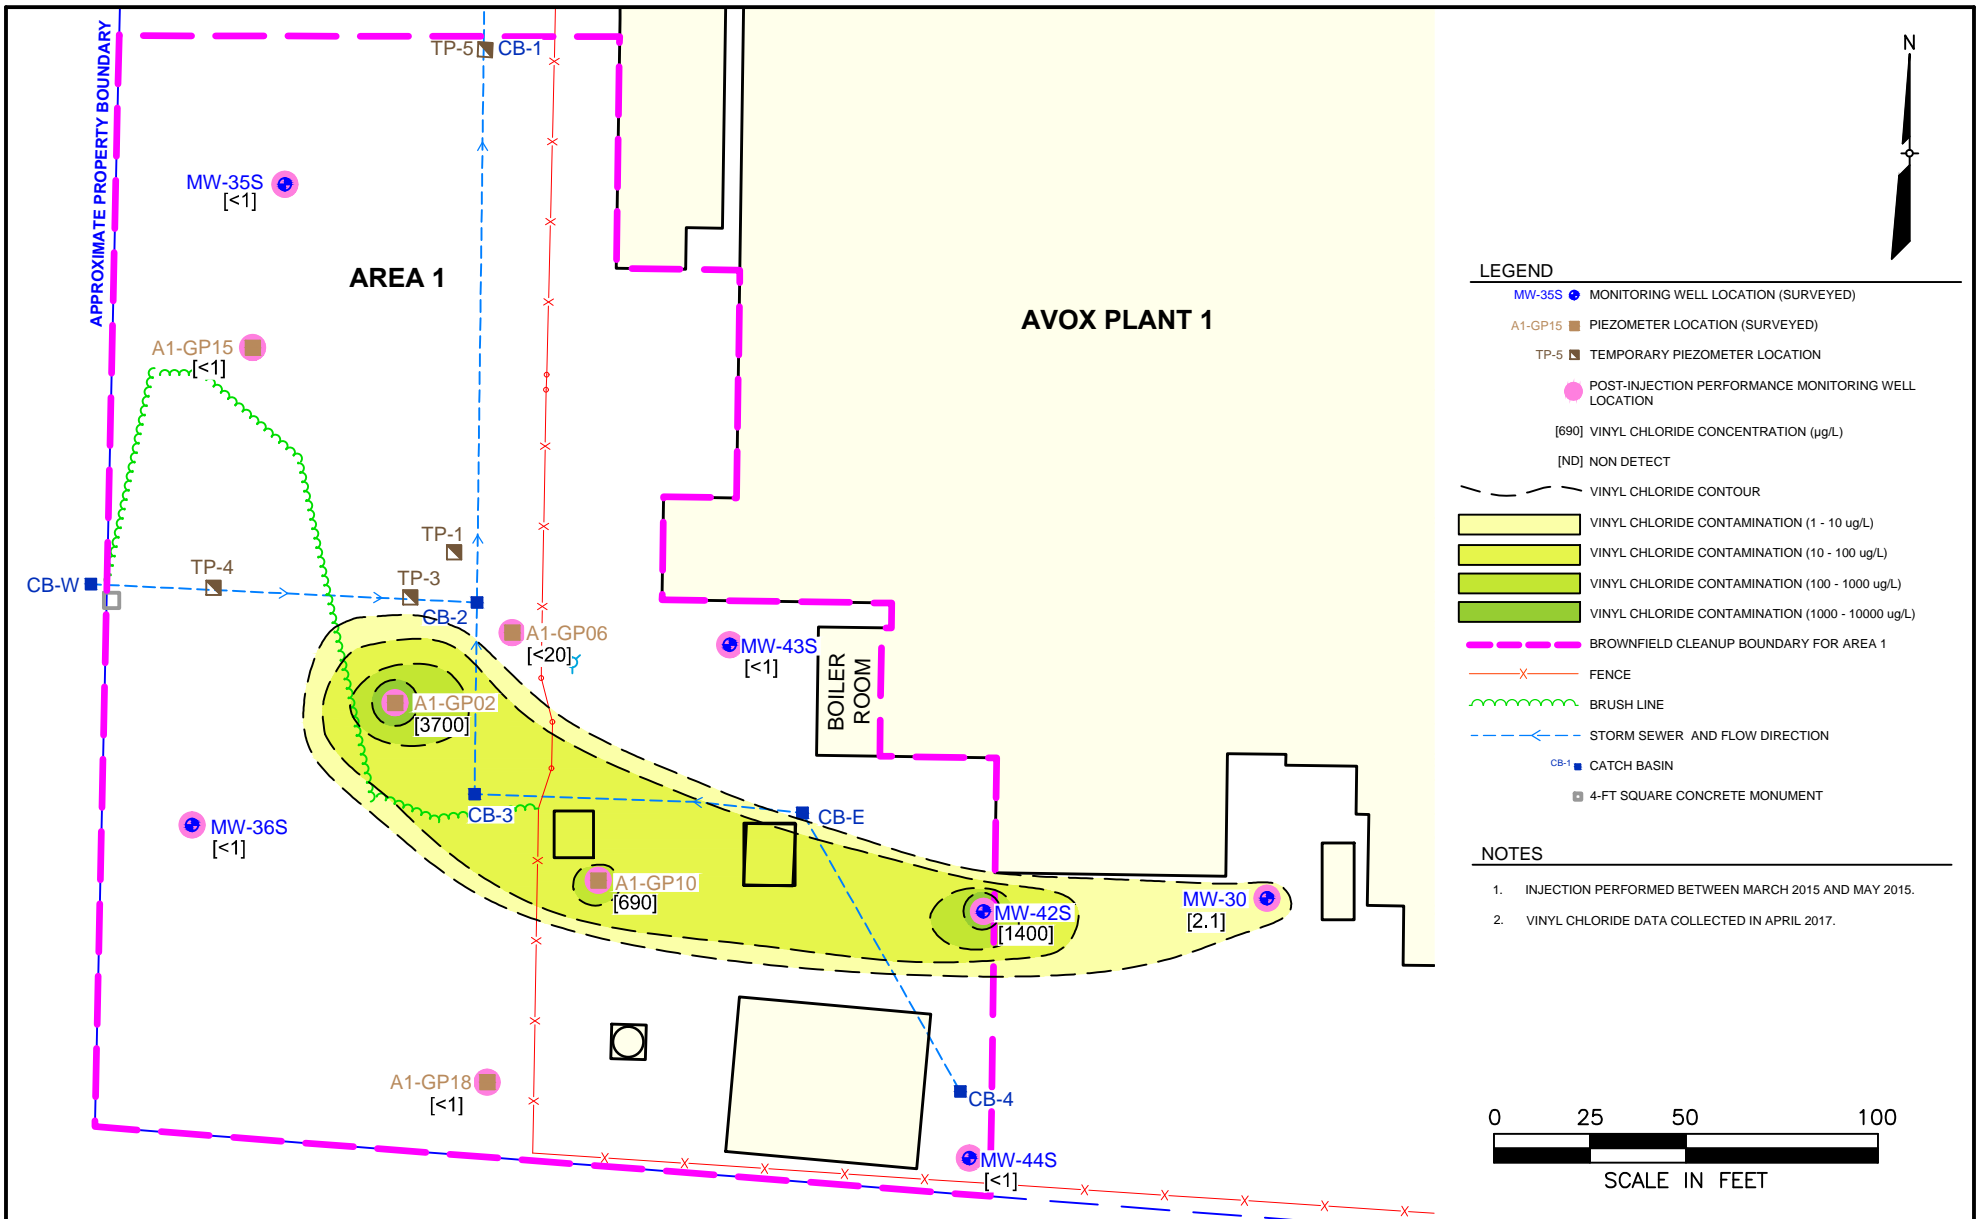 APPROXIMATE PROPERTY BOUNDARY
TP-5
CB-1
MW-35S
[<1]
AREA 1
AVOX PLANT 1
A1-GP15
[<1]
TP-1
TP-4
TP-3
CB-W
CB-2
A1-GP06
[<20]
MW-43S
[<1]
BOILER
ROOM
A1-GP02
[3700]
CB-3
CB-E
MW-36S
[<1]
A1-GP10
[690]
MW-42S
[1400]
MW-30
[2.1]
A1-GP18
[<1]
CB-4
MW-44S
[<1]
N
LEGEND
MW-35S MONITORING WELL LOCATION (SURVEYED)
A1-GP15 PIEZOMETER LOCATION (SURVEYED)
TP-5 TEMPORARY PIEZOMETER LOCATION
POST-INJECTION PERFORMANCE MONITORING WELL
LOCATION
[690] VINYL CHLORIDE CONCENTRATION (µg/L)
[ND] NON DETECT
VINYL CHLORIDE CONTOUR
VINYL CHLORIDE CONTAMINATION (1 - 10 ug/L)
VINYL CHLORIDE CONTAMINATION (10 - 100 ug/L)
VINYL CHLORIDE CONTAMINATION (100 - 1000 ug/L)
VINYL CHLORIDE CONTAMINATION (1000 - 10000 ug/L)
BROWNFIELD CLEANUP BOUNDARY FOR AREA 1
FENCE
BRUSH LINE
STORM SEWER AND FLOW DIRECTION
CB-1 CATCH BASIN
4-FT SQUARE CONCRETE MONUMENT
NOTES
1. INJECTION PERFORMED BETWEEN MARCH 2015 AND MAY 2015.
2. VINYL CHLORIDE DATA COLLECTED IN APRIL 2017.
0 25 50 100
SCALE IN FEET